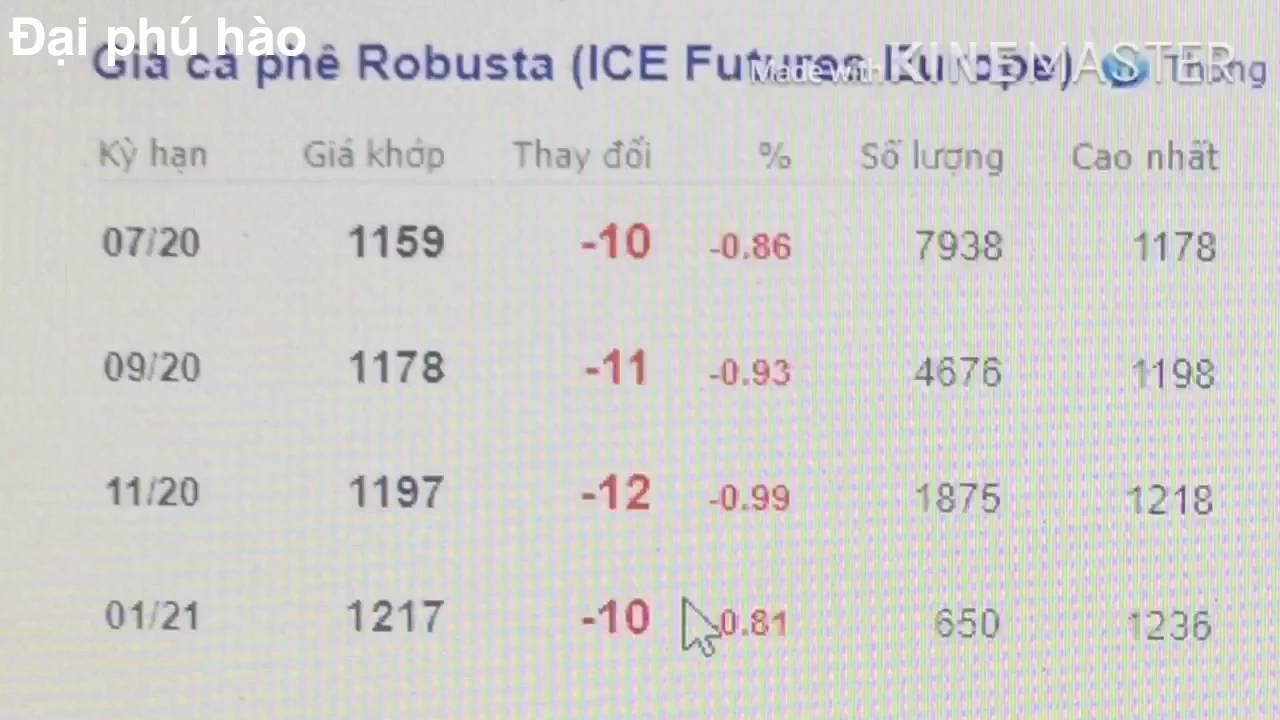 Đại phú hào
Giá cà phê Robusta (ICE Futures Europe) Tháng
Made with KINEMASTER
Kỳ hạn Giá khớp Thay đổi % Số lượng Cao nhất
07/20 1159 -10 -0.86 7938 1178
09/20 1178 -11 -0.93 4676 1198
11/20 1197 -12 -0.99 1875 1218
01/21 1217 -10 -0.81 650 1236